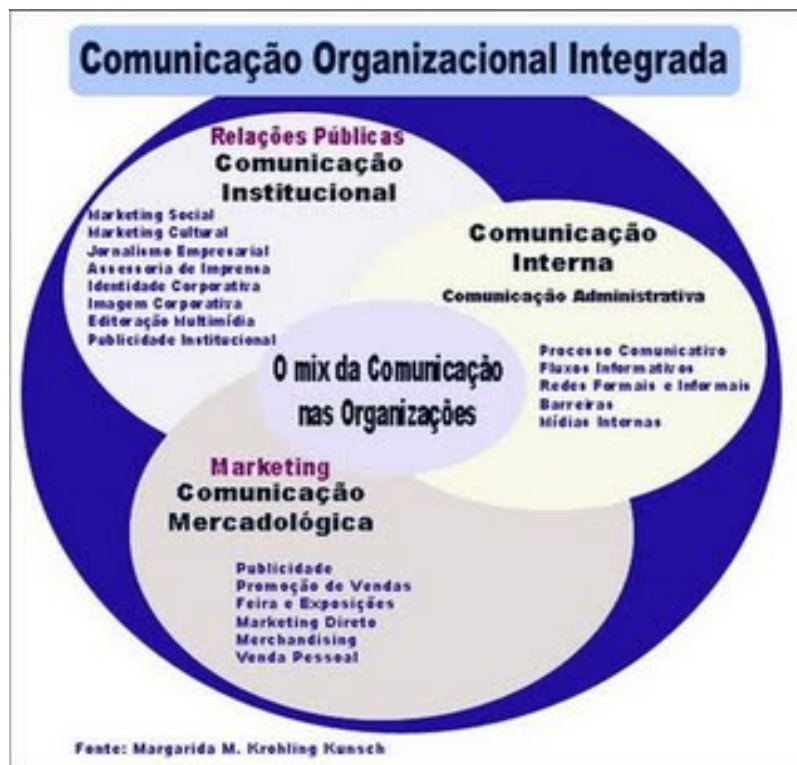 Comunicação Organizacional Integrada
Relações Públicas
Comunicação
Institucional
Marketing Social
Marketing Cultural
Jornalismo Empresarial
Assessoria de Imprensa
Identidade Corporativa
Imagem Corporativa
Editoração Multimídia
Publicidade Institucional
Comunicação
Interna
Comunicação Administrativa
Processo Comunicativo
Fluxos Informativos
Redes Formais e Informais
Barreiras
Mídias Internas
O mix da Comunicação
nas Organizações
Marketing
Comunicação
Mercadológica
Publicidade
Promoção de Vendas
Feira e Exposições
Marketing Direto
Merchandising
Venda Pessoal
Fonte: Margarida M. Krohling Kunsch